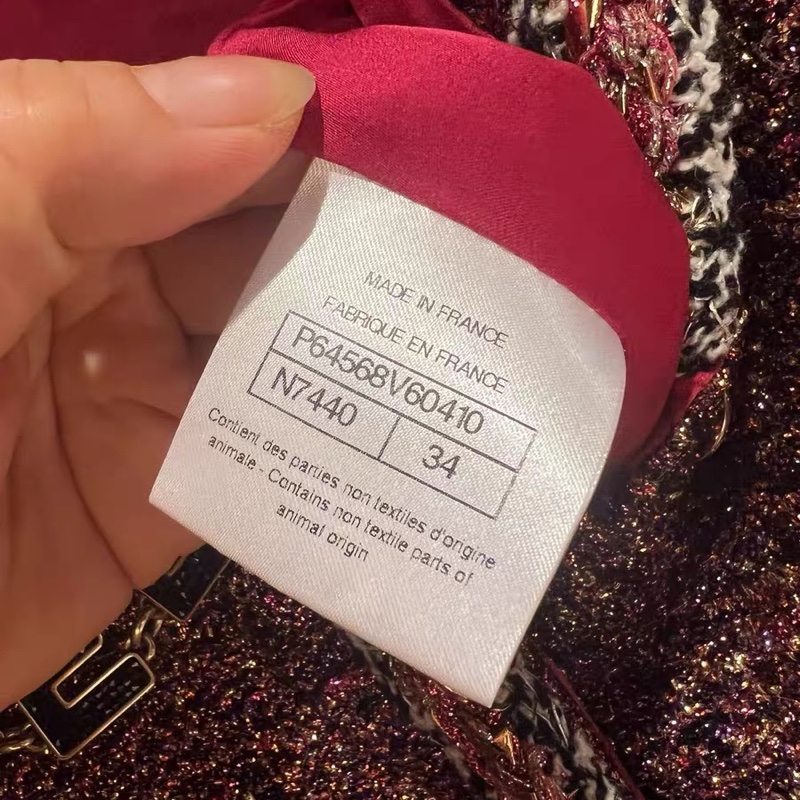 MADE IN FRANCE
FABRIQUE EN FRANCE
P64568V60410
N7440 34
Contient des parties non textiles d'origine
animale - Contains non textile parts of
animal origin